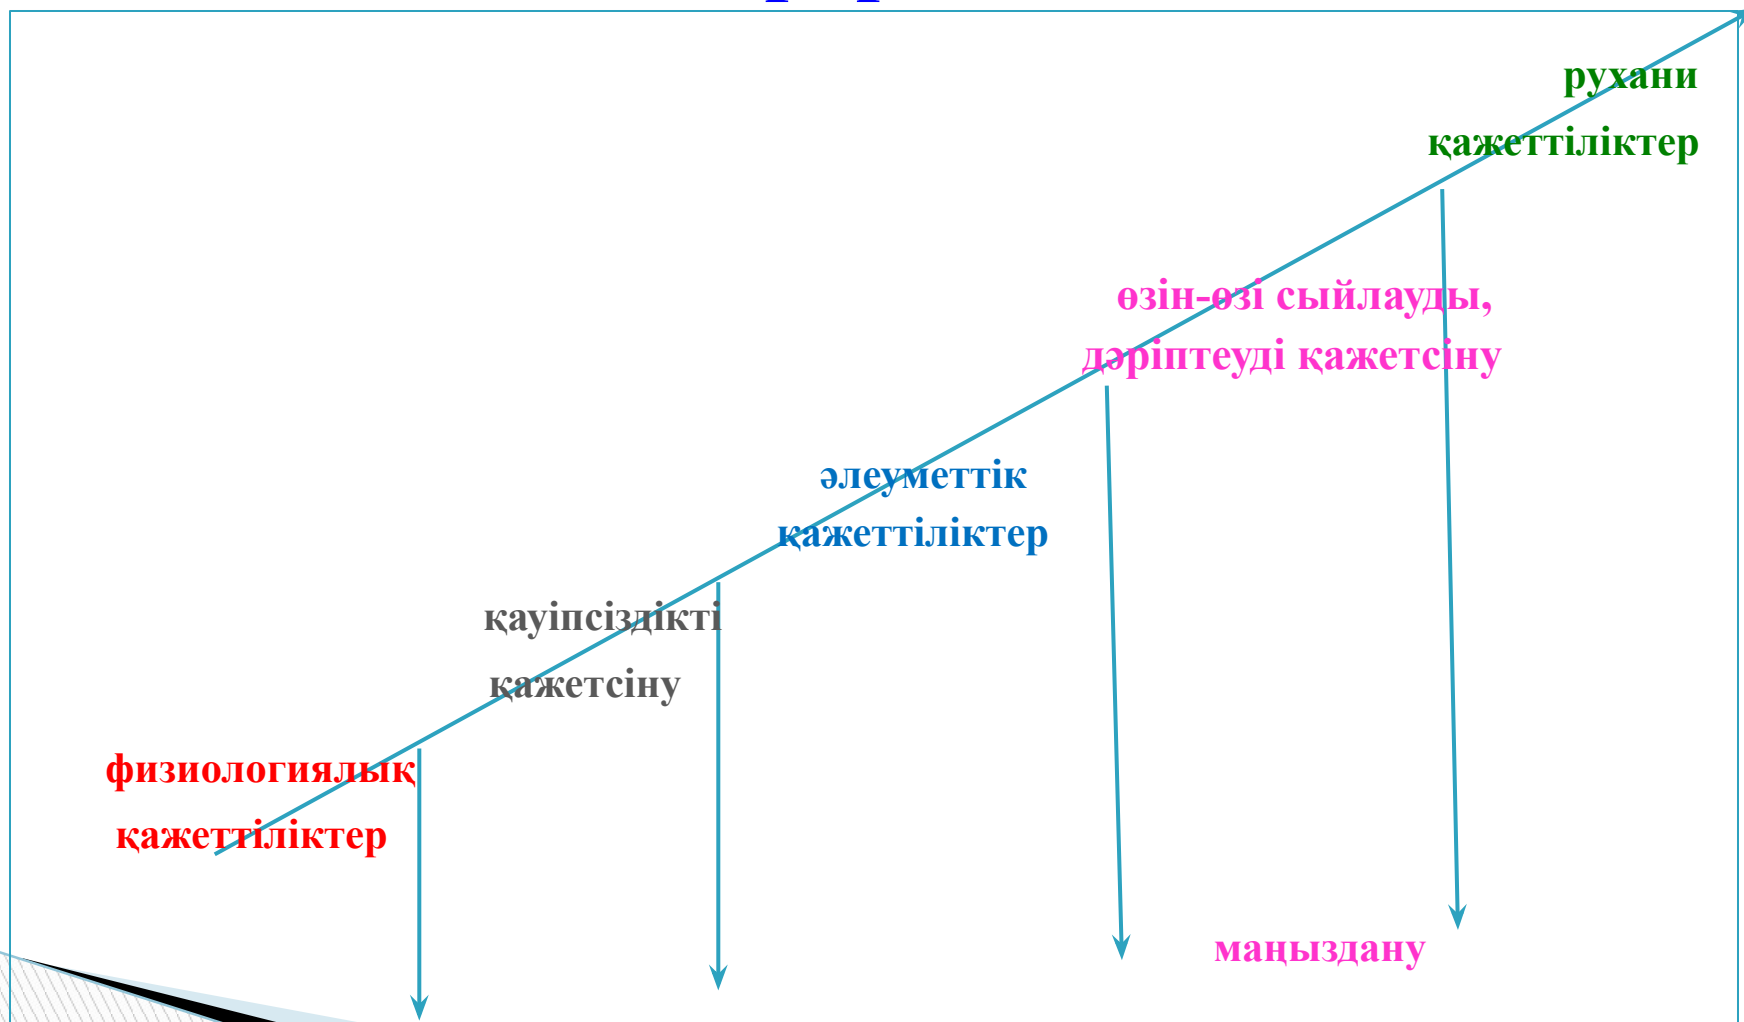 рухани
қажеттіліктер
өзін-өзі сыйлауды,
дәріптеуді қажетсіну
әлеуметтік
қажеттіліктер
қауіпсіздікті
қажетсіну
физиологиялық
қажеттіліктер
маңыздану